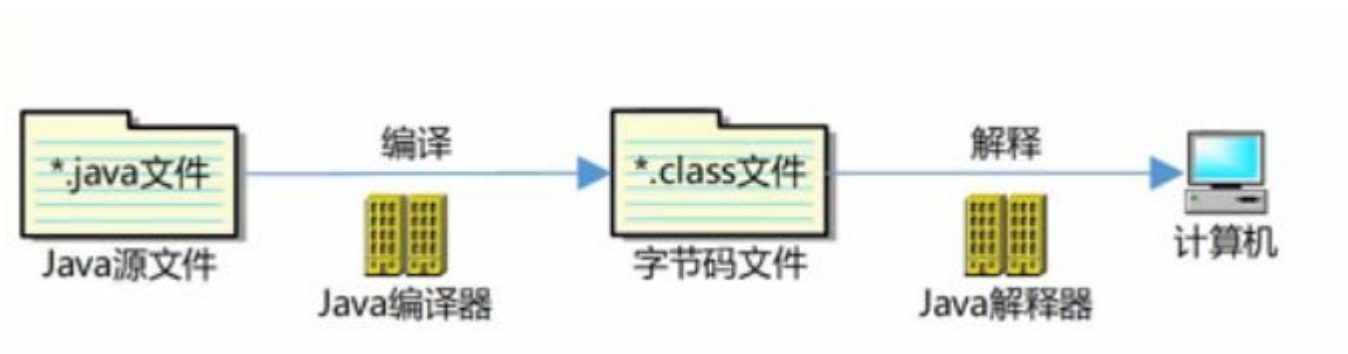 编译
解释
*.java文件
*.class文件
Java源文件
字节码文件
计算机
Java编译器
Java解释器